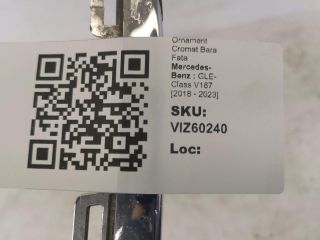 Ornament
Cromat Bara
Fata
Mercedes-
Benz : GLE-
Class V167
[2018 - 2023]
SKU:
VIZ60240
Loc: